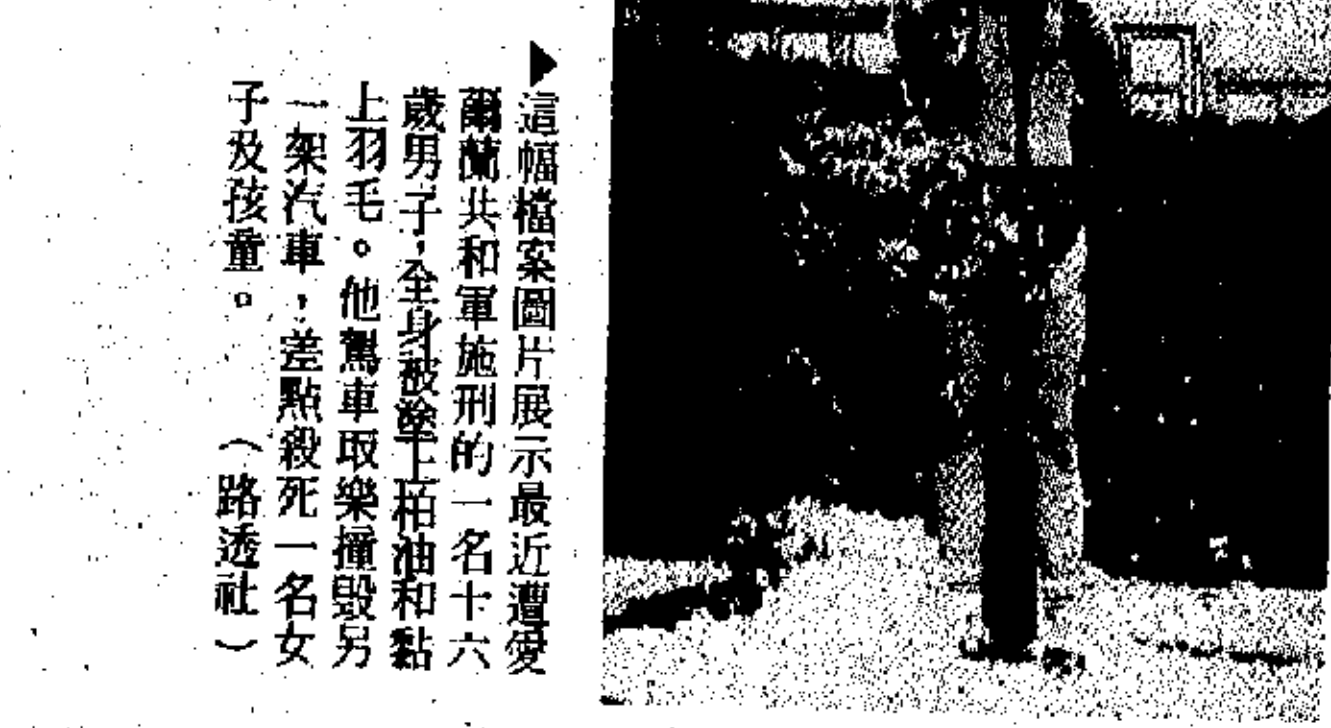 ▶這幅檔案圖片展示最近遭愛
爾蘭共和軍施刑的一名十六
歲男子，全身被塗上柏油和黏
上羽毛。他駕車取樂撞毀另
一架汽車，差點殺死一名女
子及孩童。　　（路透社）